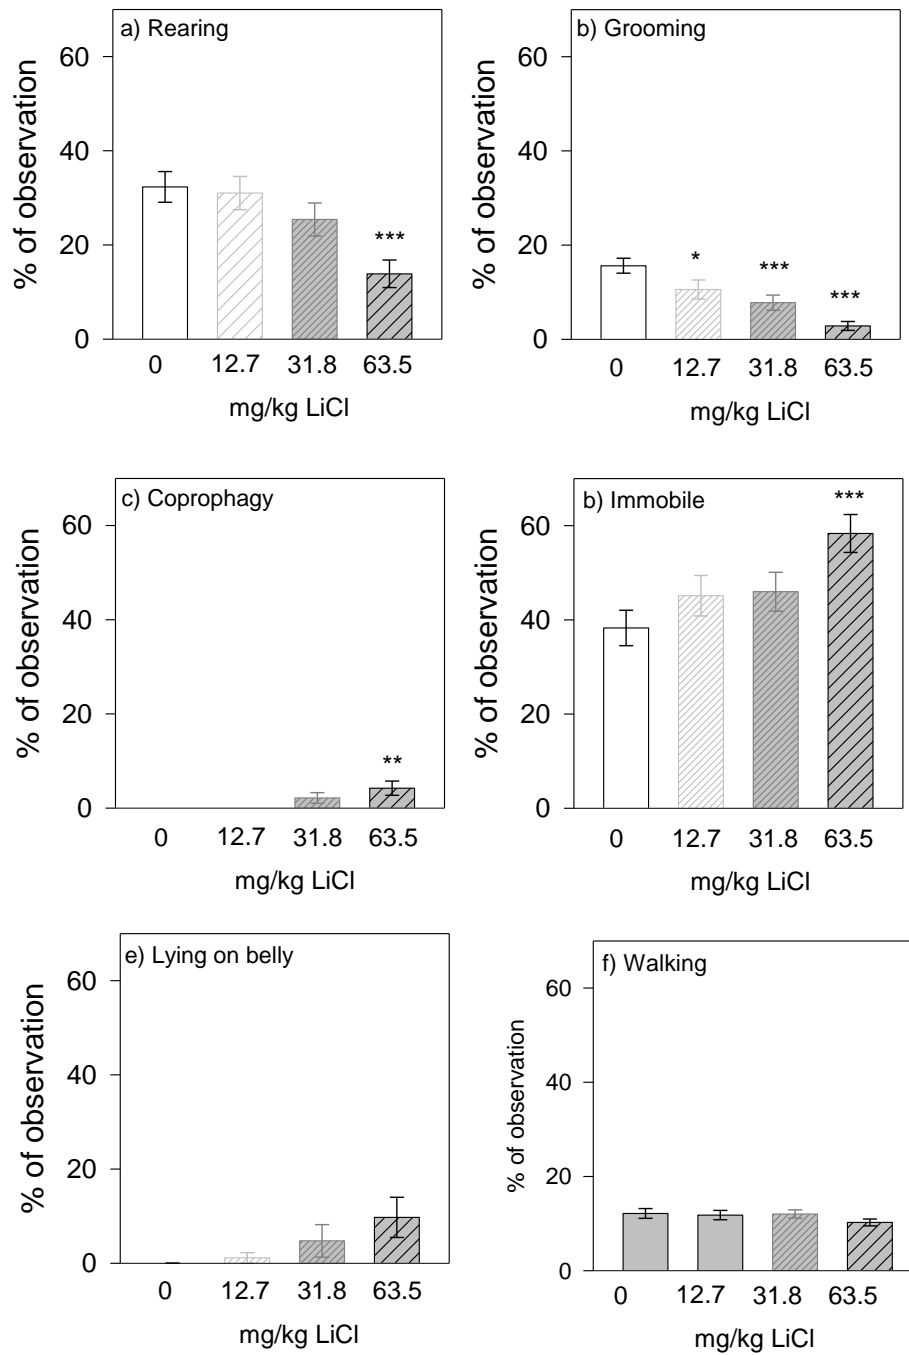 a) Rearing
% of observation
60
40
20
0
***
0 12.7 31.8 63.5
mg/kg LiCl
b) Grooming
% of observation
60
40
20
0
* *** ***
0 12.7 31.8 63.5
mg/kg LiCl
c) Coprophagy
% of observation
60
40
20
0
**
0 12.7 31.8 63.5
mg/kg LiCl
b) Immobile
% of observation
60
40
20
0
***
0 12.7 31.8 63.5
mg/kg LiCl
e) Lying on belly
% of observation
60
40
20
0
0 12.7 31.8 63.5
mg/kg LiCl
f) Walking
% of observation
60
40
20
0
0 12.7 31.8 63.5
mg/kg LiCl